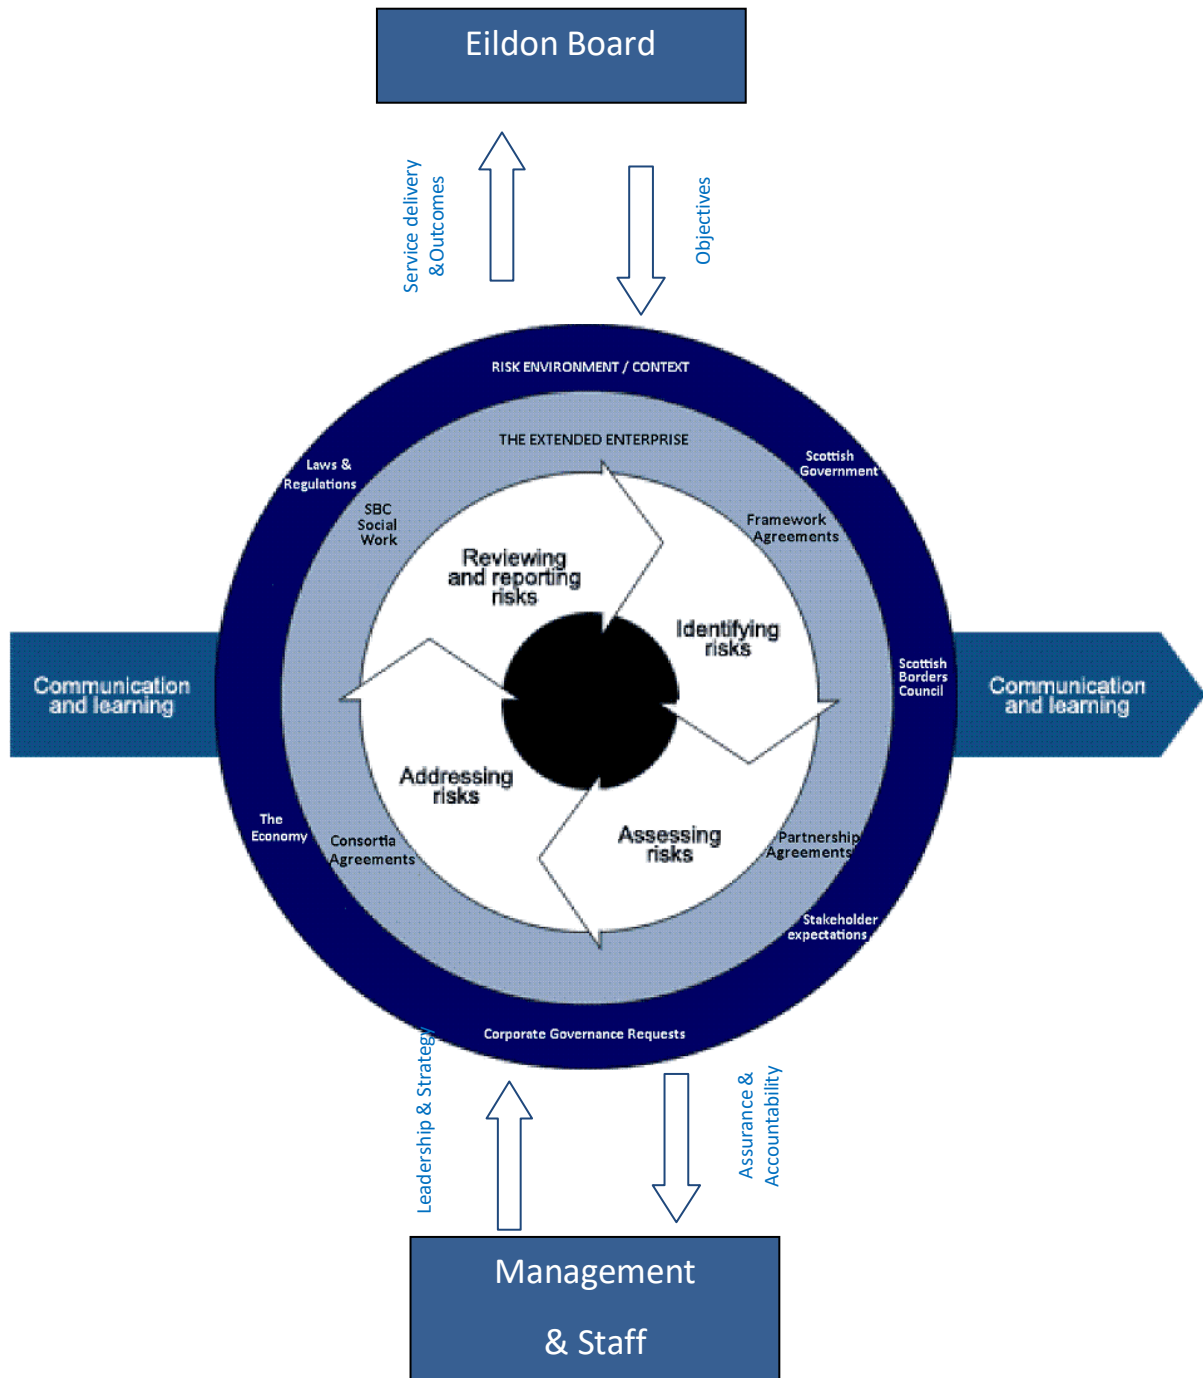 Eildon Board
Service delivery
&Outcomes
Objectives
RISK ENVIRONMENT / CONTEXT
THE EXTENDED ENTERPRISE
Laws &
Regulations
Scottish
Government
SBC
Social
Work
Framework
Agreements
Reviewing
and reporting
risks
Identifying
risks
Scottish
Borders
Council
Communication
and learning
Communication
and learning
Addressing
risks
Assessing
risks
The
Economy
Consortia
Agreements
Partnership
Agreements
Stakeholder
expectations
Corporate Governance Requests
Leadership & Strategy
Assurance &
Accountability
Management
& Staff